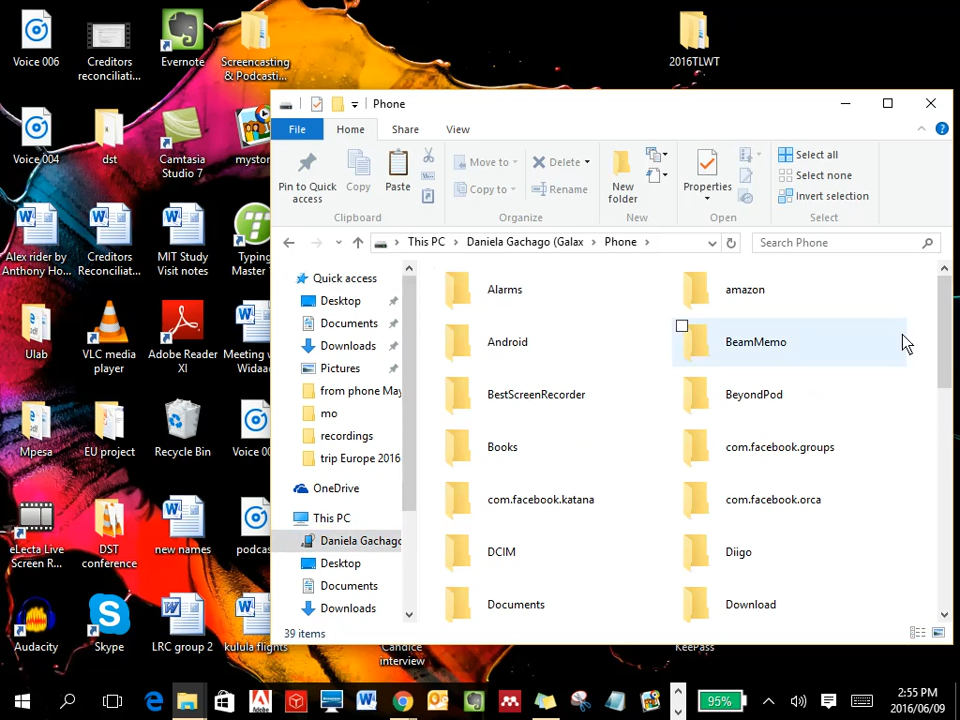 Voice 006
Creditors
reconciliati...
Evernote
Screencasting
& Podcasti...
2016TLWT
Voice 004
dst
Camtasia
Studio 7
mystor
Alex rider by
Anthony Ho...
Creditors
Reconciliat...
MIT Study
Visit notes
Typing
Master
Ulab
VLC media
player
Adobe Reader
XI
Meeting w
Widaa
Mpesa
EU project
Recycle Bin
Voice 00
eLecta Live
Screen R...
DST
conference
new names
podcas
Audacity
Skype
LRC group 2
kulula flights
Candice
interview
KeePass
Phone
File
Home
Share
View
Pin to Quick
access
Copy
Paste
Clipboard
Move to
Copy to
Delete
Rename
Organize
New
folder
New
Properties
Open
Select all
Select none
Invert selection
Select
This PC
Daniela Gachago (Galax
Phone
Search Phone
Quick access
Desktop
Documents
Downloads
Pictures
from phone May
mo
recordings
trip Europe 2016
OneDrive
This PC
Daniela Gachago
Desktop
Documents
Downloads
Alarms
amazon
Android
BeamMemo
BestScreenRecorder
BeyondPod
Books
com.facebook.groups
com.facebook.katana
com.facebook.orca
DCIM
Diigo
Documents
Download
39 items
95%
2:55 PM
2016/06/09